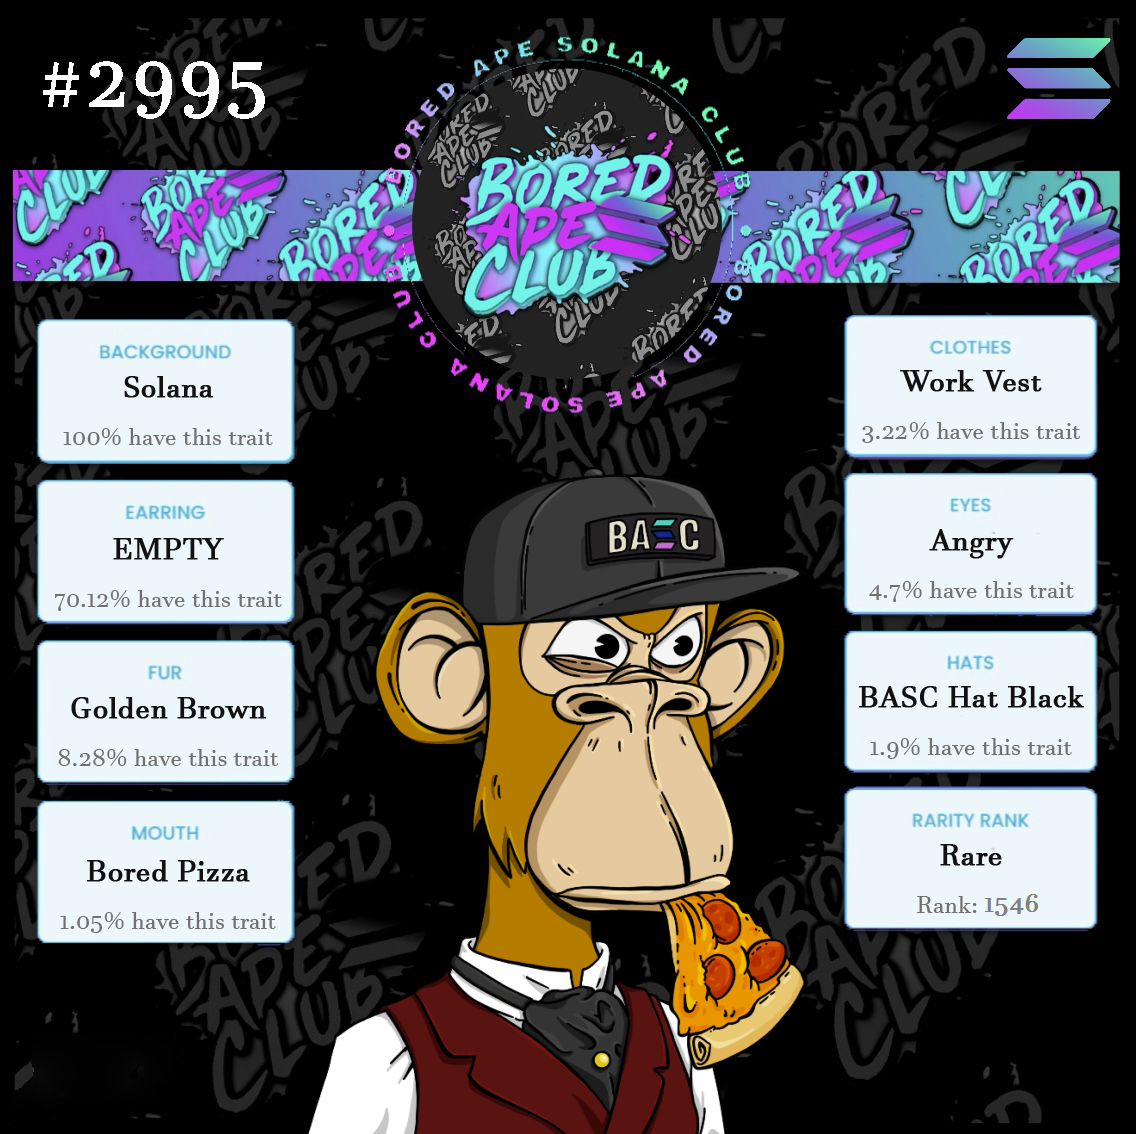 #2995
BORED APE SOLANA CLUB
BORED APE SOLANA CLUB
BORED
APE
CLUB
BACKGROUND
Solana
100% have this trait
EARRING
EMPTY
70.12% have this trait
FUR
Golden Brown
8.28% have this trait
MOUTH
Bored Pizza
1.05% have this trait
CLOTHES
Work Vest
3.22% have this trait
EYES
Angry
4.7% have this trait
HATS
BASC Hat Black
1.9% have this trait
RARITY RANK
Rare
Rank: 1546
BASC